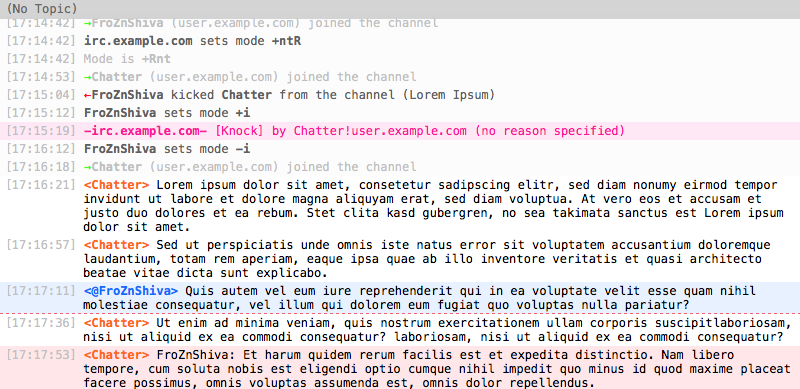 (No Topic)
[17:14:42] →FroZnShiva (user.example.com) joined the channel
[17:14:42] irc.example.com sets mode +ntR
[17:14:42] Mode is +Rnt
[17:14:53] →Chatter (user.example.com) joined the channel
[17:15:04] ←FroZnShiva kicked Chatter from the channel (Lorem Ipsum)
[17:15:12] FroZnShiva sets mode +i
[17:15:19] -irc.example.com- [Knock] by Chatter!user.example.com (no reason specified)
[17:16:12] FroZnShiva sets mode -i
[17:16:18] →Chatter (user.example.com) joined the channel
[17:16:21] <Chatter> Lorem ipsum dolor sit amet, consetetur sadipscing elitr, sed diam nonumy eirmod tempor
invidunt ut labore et dolore magna aliquyam erat, sed diam voluptua. At vero eos et accusam et
justo duo dolores et ea rebum. Stet clita kasd gubergren, no sea takimata sanctus est Lorem ipsum
dolor sit amet.
[17:16:57] <Chatter> Sed ut perspiciatis unde omnis iste natus error sit voluptatem accusantium doloremque
laudantium, totam rem aperiam, eaque ipsa quae ab illo inventore veritatis et quasi architecto
beatae vitae dicta sunt explicabo.
[17:17:11] <@FroZnShiva> Quis autem vel eum iure reprehenderit qui in ea voluptate velit esse quam nihil
molestiae consequatur, vel illum qui dolorem eum fugiat quo voluptas nulla pariatur?
[17:17:36] <Chatter> Ut enim ad minima veniam, quis nostrum exercitationem ullam corporis suscipitlaboriosam,
nisi ut aliquid ex ea commodi consequatur? laboriosam, nisi ut aliquid ex ea commodi consequatur?
[17:17:53] <Chatter> FroZnShiva: Et harum quidem rerum facilis est et expedita distinctio. Nam libero
tempore, cum soluta nobis est eligendi optio cumque nihil impedit quo minus id quod maxime placeat
facere possimus, omnis voluptas assumenda est, omnis dolor repellendus.